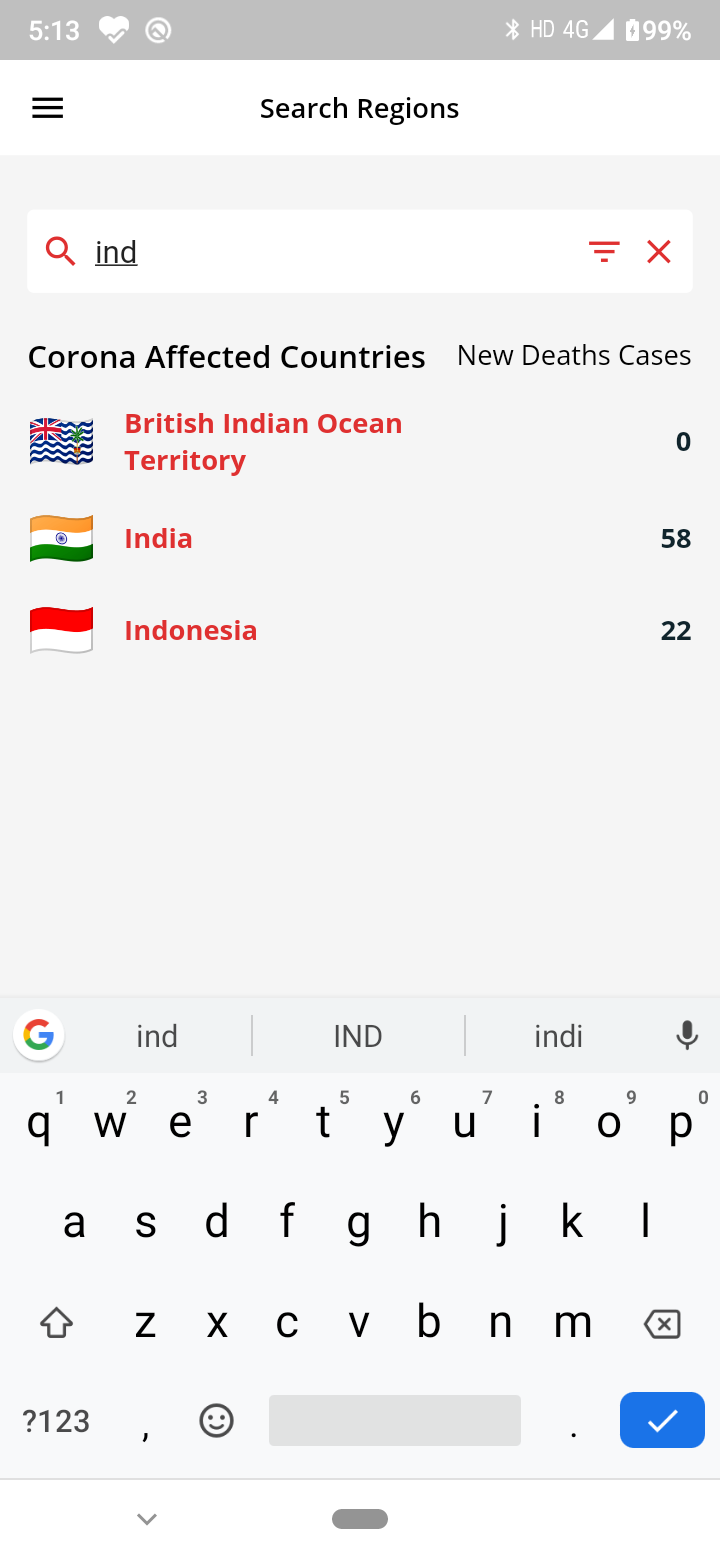 5:13 HD 4G 99%
Search Regions
ind
Corona Affected Countries New Deaths Cases
British Indian Ocean
Territory
0
India 58
Indonesia 22
ind IND indi
1 2 3 4 5 6 7 8 9 0
q w e r t y u i o p
a s d f g h j k l
z x c v b n m
?123 , .